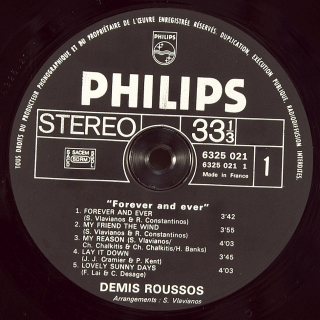 TOUS DROITS DU PRODUCTEUR PHONOGRAPHIQUE ET DU PROPRIÉTAIRE DE L'ŒUVRE ENREGISTRÉE RÉSERVÉS. DUPLICATION, EXÉCUTION PUBLIQUE, RADIODIFFUSION INTERDITES.
PHILIPS
PHILIPS
STEREO 33 1/3
SACEM
6325 021
6325 021 1
Made in France
1
"Forever and ever"
1 FOREVER AND EVER 3'42
(S. Vlavianos & R. Constantinos)
2 MY FRIEND THE WIND 3'55
(S. Vlavianos & R. Constantinos)
3 MY REASON (S. Vlavianos/ 4'03
Ch. Chalkitis & Ch. Chalkitis/H. Banks)
4 LAY IT DOWN 3'45
(J. J. Cramier & P. Kent)
5 LOVELY SUNNY DAYS 4'03
(F. Lai & C. Desage)
DEMIS ROUSSOS
Arrangements : S. Vlavianos